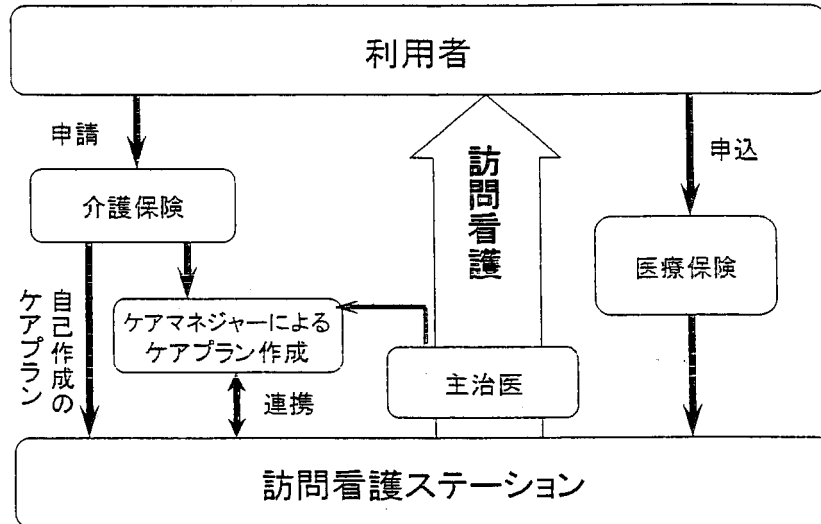 利用者
申請
申込
訪問看護
介護保険
医療保険
自己作成の
ケアプラン
ケアマネジャーによる
ケアプラン作成
主治医
連携
訪問看護ステーション